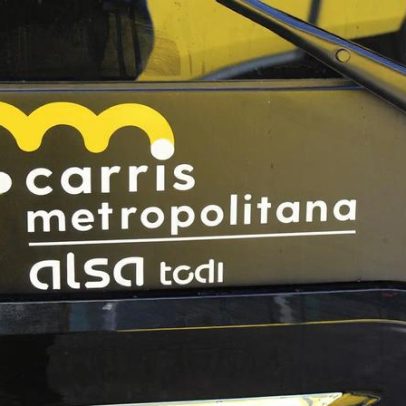 carris
metropolitana
alsa todi